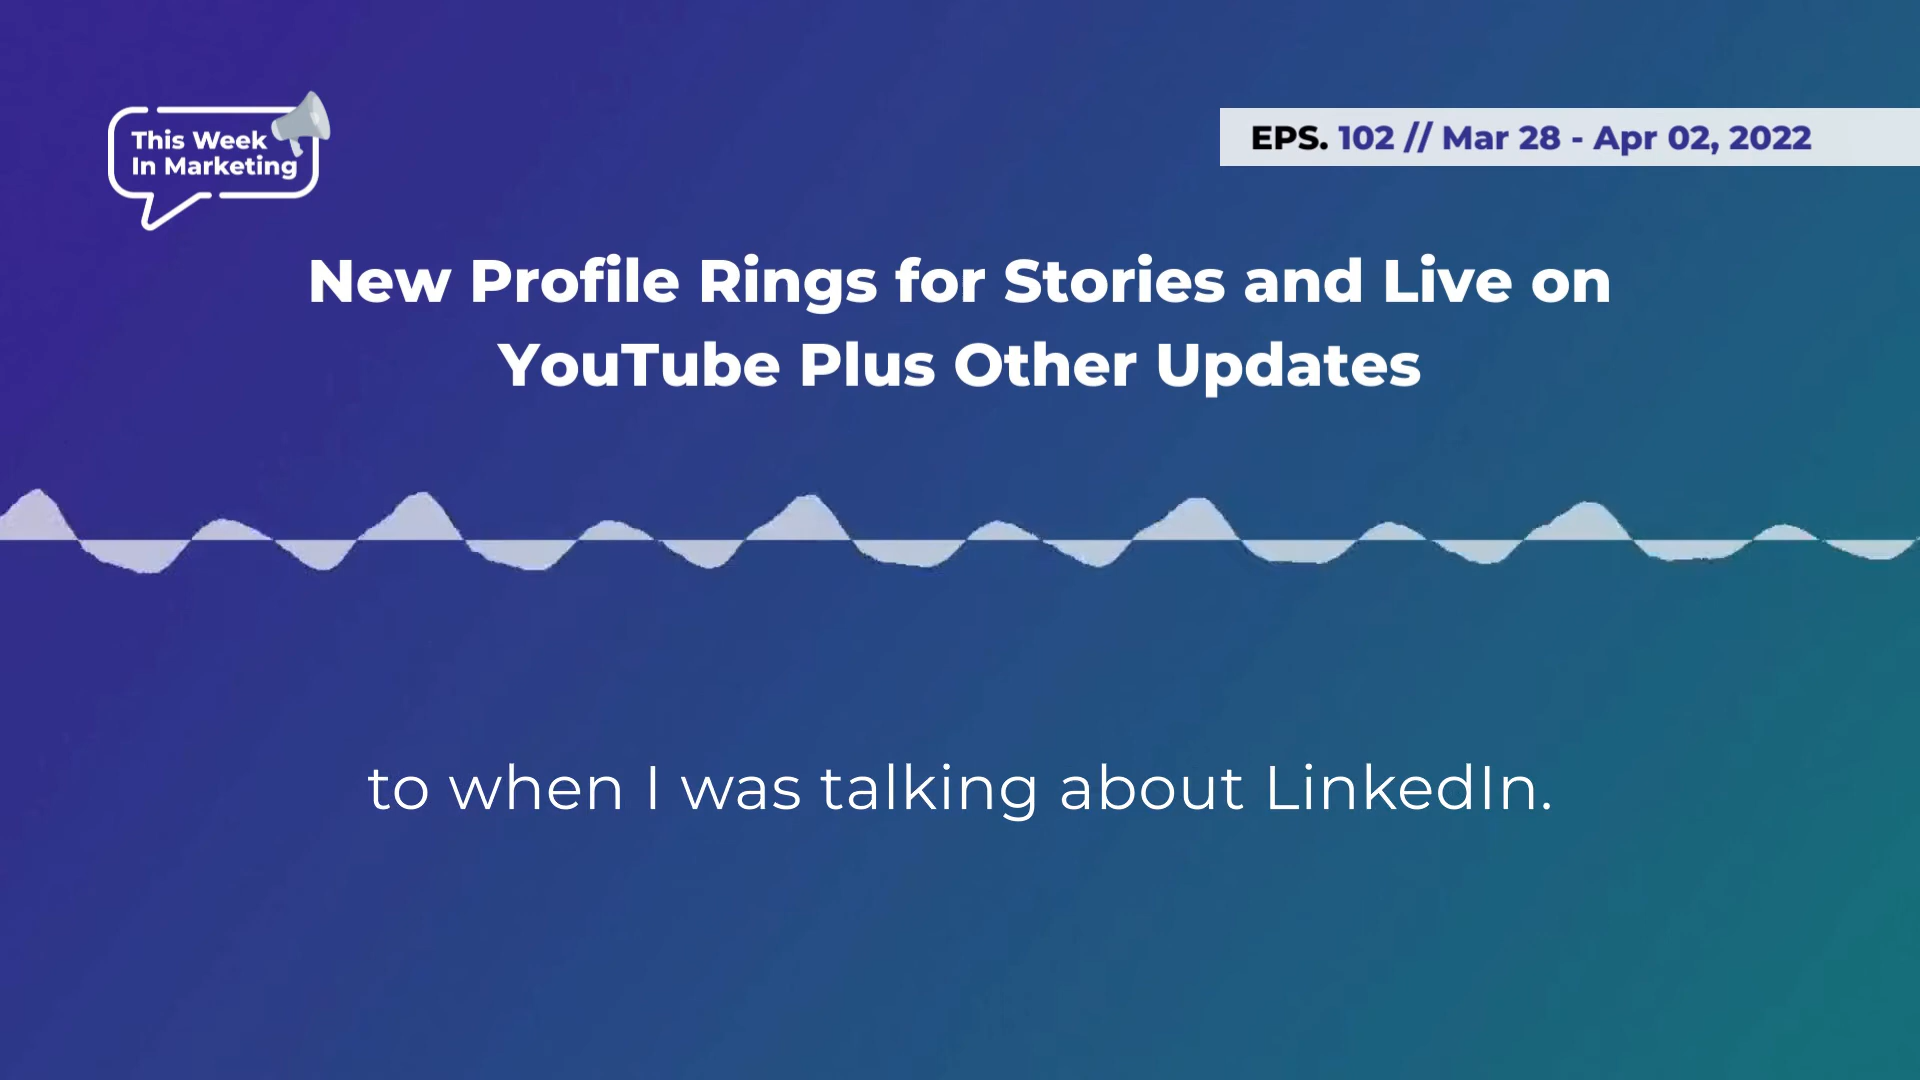 This Week
In Marketing
EPS. 102 // Mar 28 - Apr 02, 2022
New Profile Rings for Stories and Live on
YouTube Plus Other Updates
to when I was talking about LinkedIn.